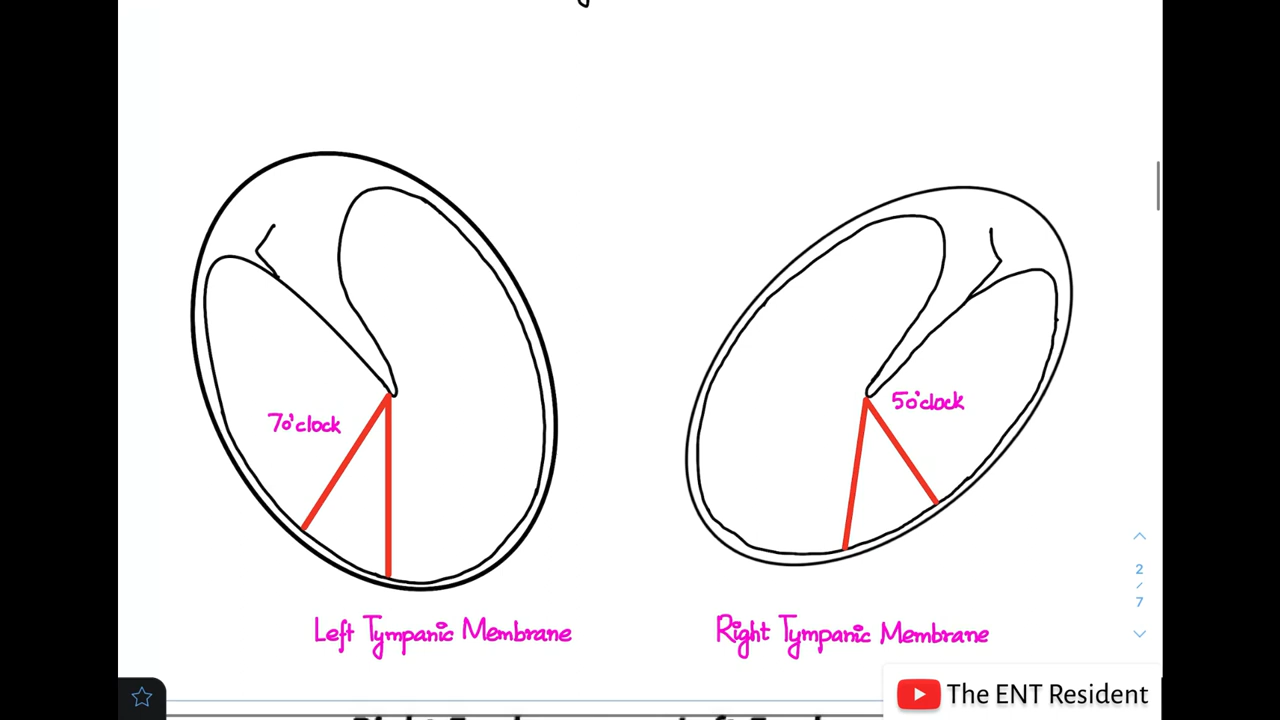 7o'clock
5o'clock
Left Tympanic Membrane
Right Tympanic Membrane
2
/
7
The ENT Resident